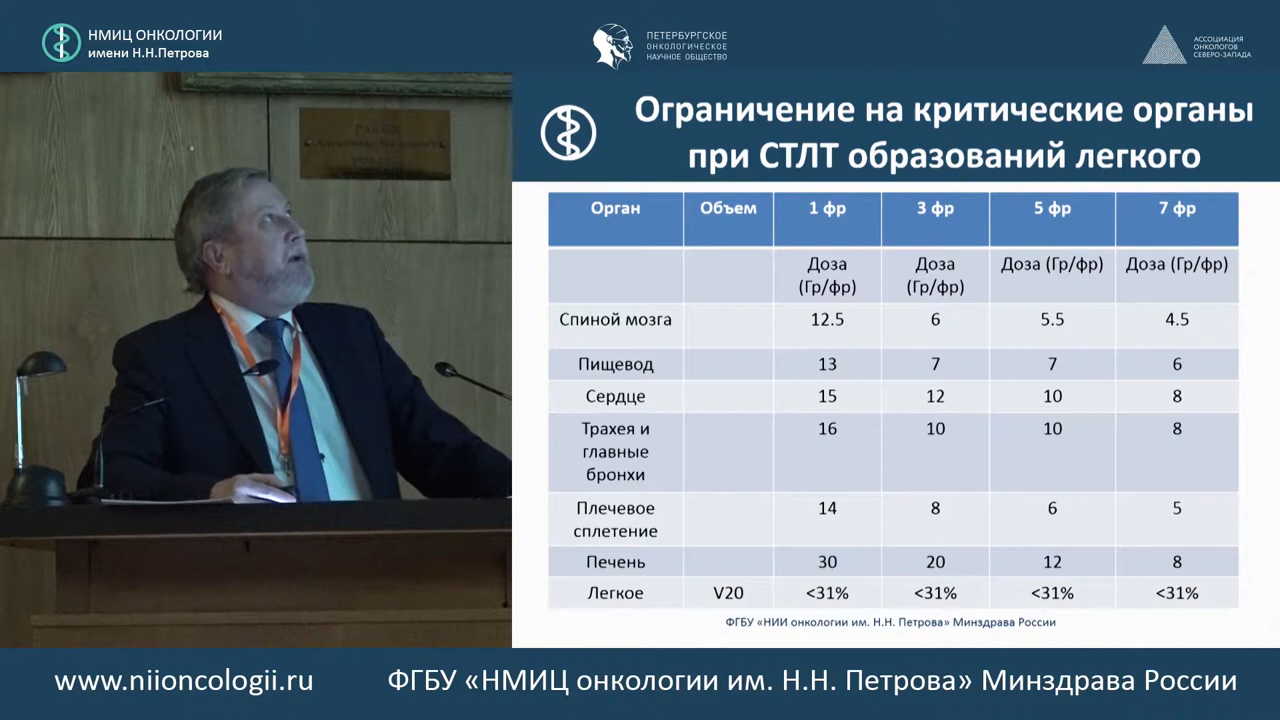 НМИЦ ОНКОЛОГИИ
имени Н.Н.Петрова
ПЕТЕРБУРГСКОЕ
ОНКОЛОГИЧЕСКОЕ
НАУЧНОЕ ОБЩЕСТВО
АССОЦИАЦИЯ
ОНКОЛОГОВ
СЕВЕРО-ЗАПАДА
Ограничение на критические органы
при СТЛТ образований легкого
Орган Объем 1 фр 3 фр 5 фр 7 фр
Доза (Гр/фр) Доза (Гр/фр) Доза (Гр/фр) Доза (Гр/фр)
Спиной мозга 12.5 6 5.5 4.5
Пищевод 13 7 7 6
Сердце 15 12 10 8
Трахея и главные бронхи 16 10 10 8
Плечевое сплетение 14 8 6 5
Печень 30 20 12 8
Легкое V20 <31% <31% <31% <31%
ФГБУ «НИИ онкологии им. Н.Н. Петрова» Минздрава России
www.niioncologii.ru ФГБУ «НМИЦ онкологии им. Н.Н. Петрова» Минздрава России